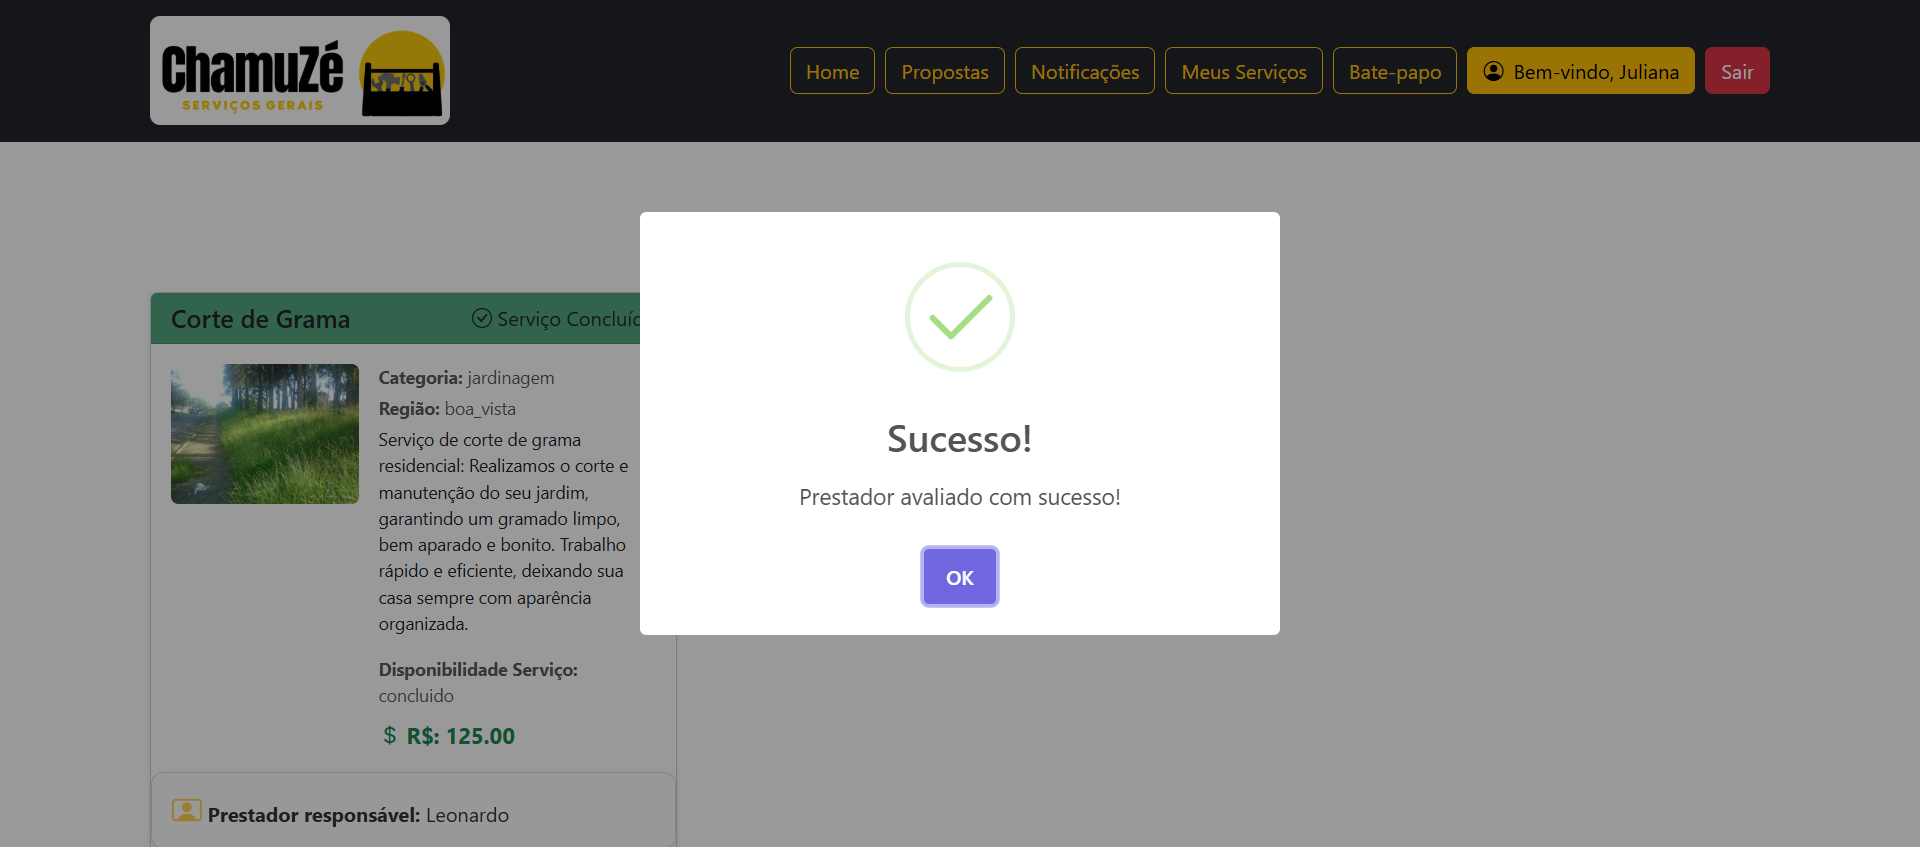 ChamuZé
SERVIÇOS GERAIS
Home
Propostas
Notificações
Meus Serviços
Bate-papo
Bem-vindo, Juliana
Sair
Corte de Grama
Serviço
Categoria: jardinagem
Região: boa_vista
Serviço de corte de grama
residencial: Realizamos o corte e
manutenção do seu jardim,
garantindo um gramado limpo,
bem aparado e bonito. Trabalho
rápido e eficiente, deixando sua
casa sempre com aparência
organizada.
Disponibilidade Serviço:
concluido
$ R$: 125.00
Prestador responsável: Leonardo
Sucesso!
Prestador avaliado com sucesso!
OK